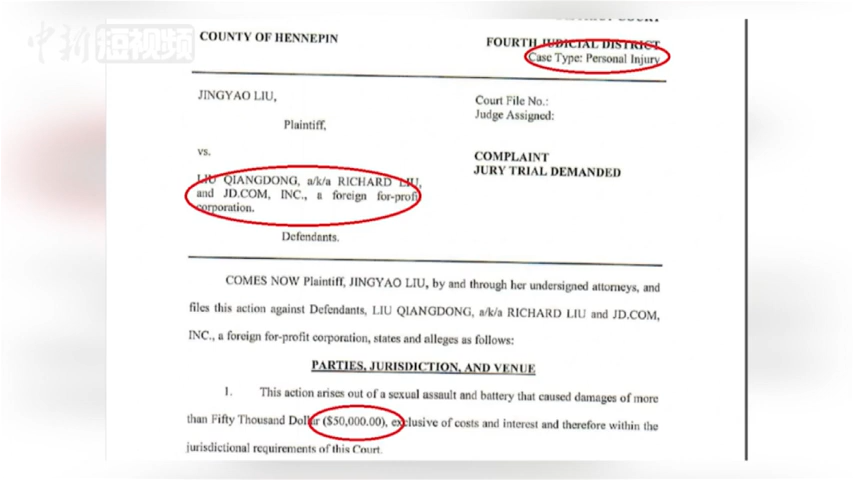 中新短视频
COUNTY OF HENNEPIN
FOURTH JUDICIAL DISTRICT
Case Type: Personal Injury
JINGYAO LIU,
Plaintiff,
vs.
LIU QIANGDONG, a/k/a RICHARD LIU,
and JD.COM, INC., a foreign for-profit
corporation.
Defendants.
Court File No.:
Judge Assigned:
COMPLAINT
JURY TRIAL DEMANDED
COMES NOW Plaintiff, JINGYAO LIU, by and through her undersigned attorneys, and
files this action against Defendants, LIU QIANGDONG, a/k/a RICHARD LIU and JD.COM,
INC., a foreign for-profit corporation, states and alleges as follows:
PARTIES, JURISDICTION, AND VENUE
1. This action arises out of a sexual assault and battery that caused damages of more
than Fifty Thousand Dollar ($50,000.00), exclusive of costs and interest and therefore within the
jurisdictional requirements of this Court.